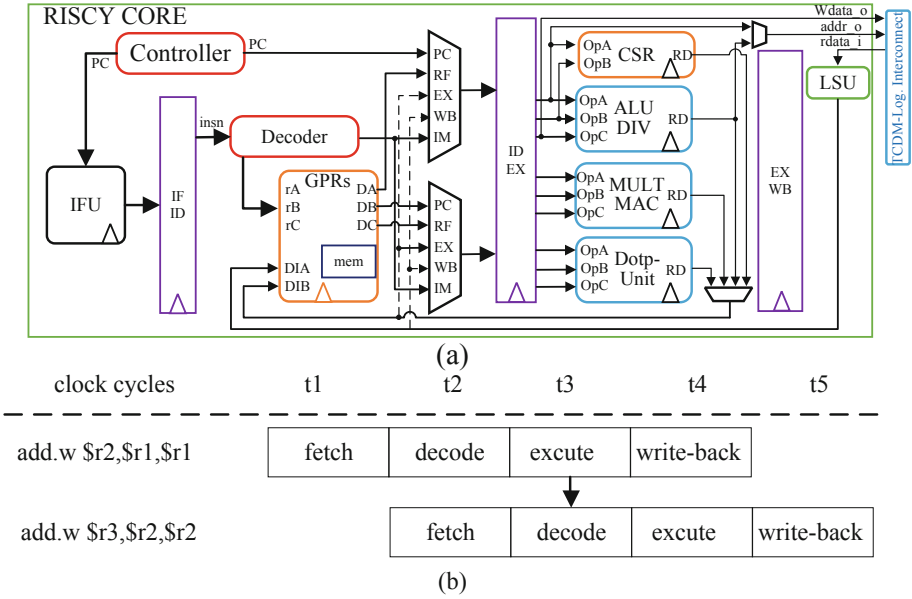 RISCY CORE
Wdata_o
addr_o
rdata_i
TCDM-Log. Interconnect
Controller
PC
PC
PC
RF
EX
WB
IM
OpA
OpB
CSR
RD
LSU
insn
Decoder
IF
ID
IFU
GPRs
rA
rB
rC
DA
DB
DC
mem
DIA
DIB
PC
RF
EX
WB
IM
ID
EX
OpA
OpB
OpC
ALU
DIV
RD
OpA
OpB
OpC
MULT
MAC
RD
OpA
OpB
OpC
Dotp-
Unit
RD
EX
WB
(a)
clock cycles t1 t2 t3 t4 t5
add.w $r2,$r1,$r1 fetch decode excute write-back
add.w $r3,$r2,$r2 fetch decode excute write-back
(b)